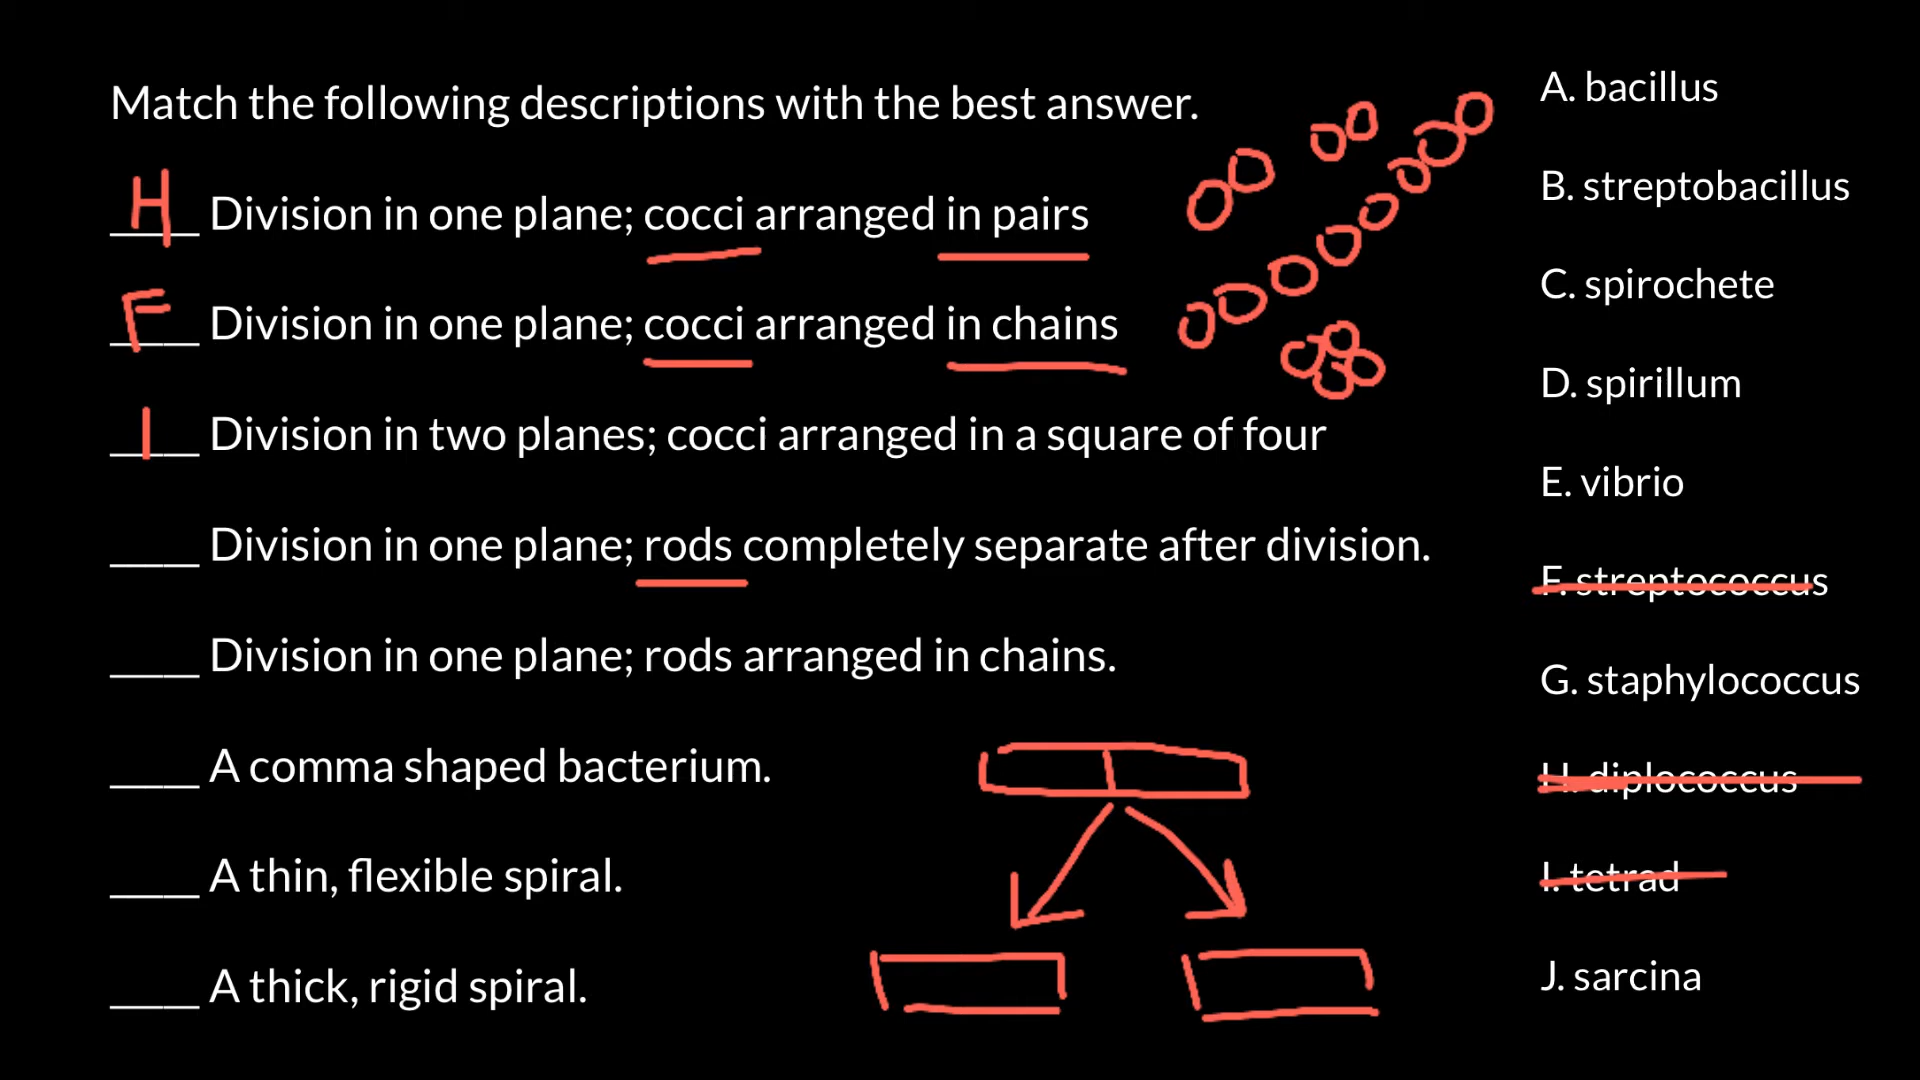 Match the following descriptions with the best answer.
H Division in one plane; cocci arranged in pairs
F Division in one plane; cocci arranged in chains
I Division in two planes; cocci arranged in a square of four
____ Division in one plane; rods completely separate after division.
____ Division in one plane; rods arranged in chains.
____ A comma shaped bacterium.
____ A thin, flexible spiral.
____ A thick, rigid spiral.
A. bacillus
B. streptobacillus
C. spirochete
D. spirillum
E. vibrio
F. streptococcus
G. staphylococcus
H. diplococcus
I. tetrad
J. sarcina